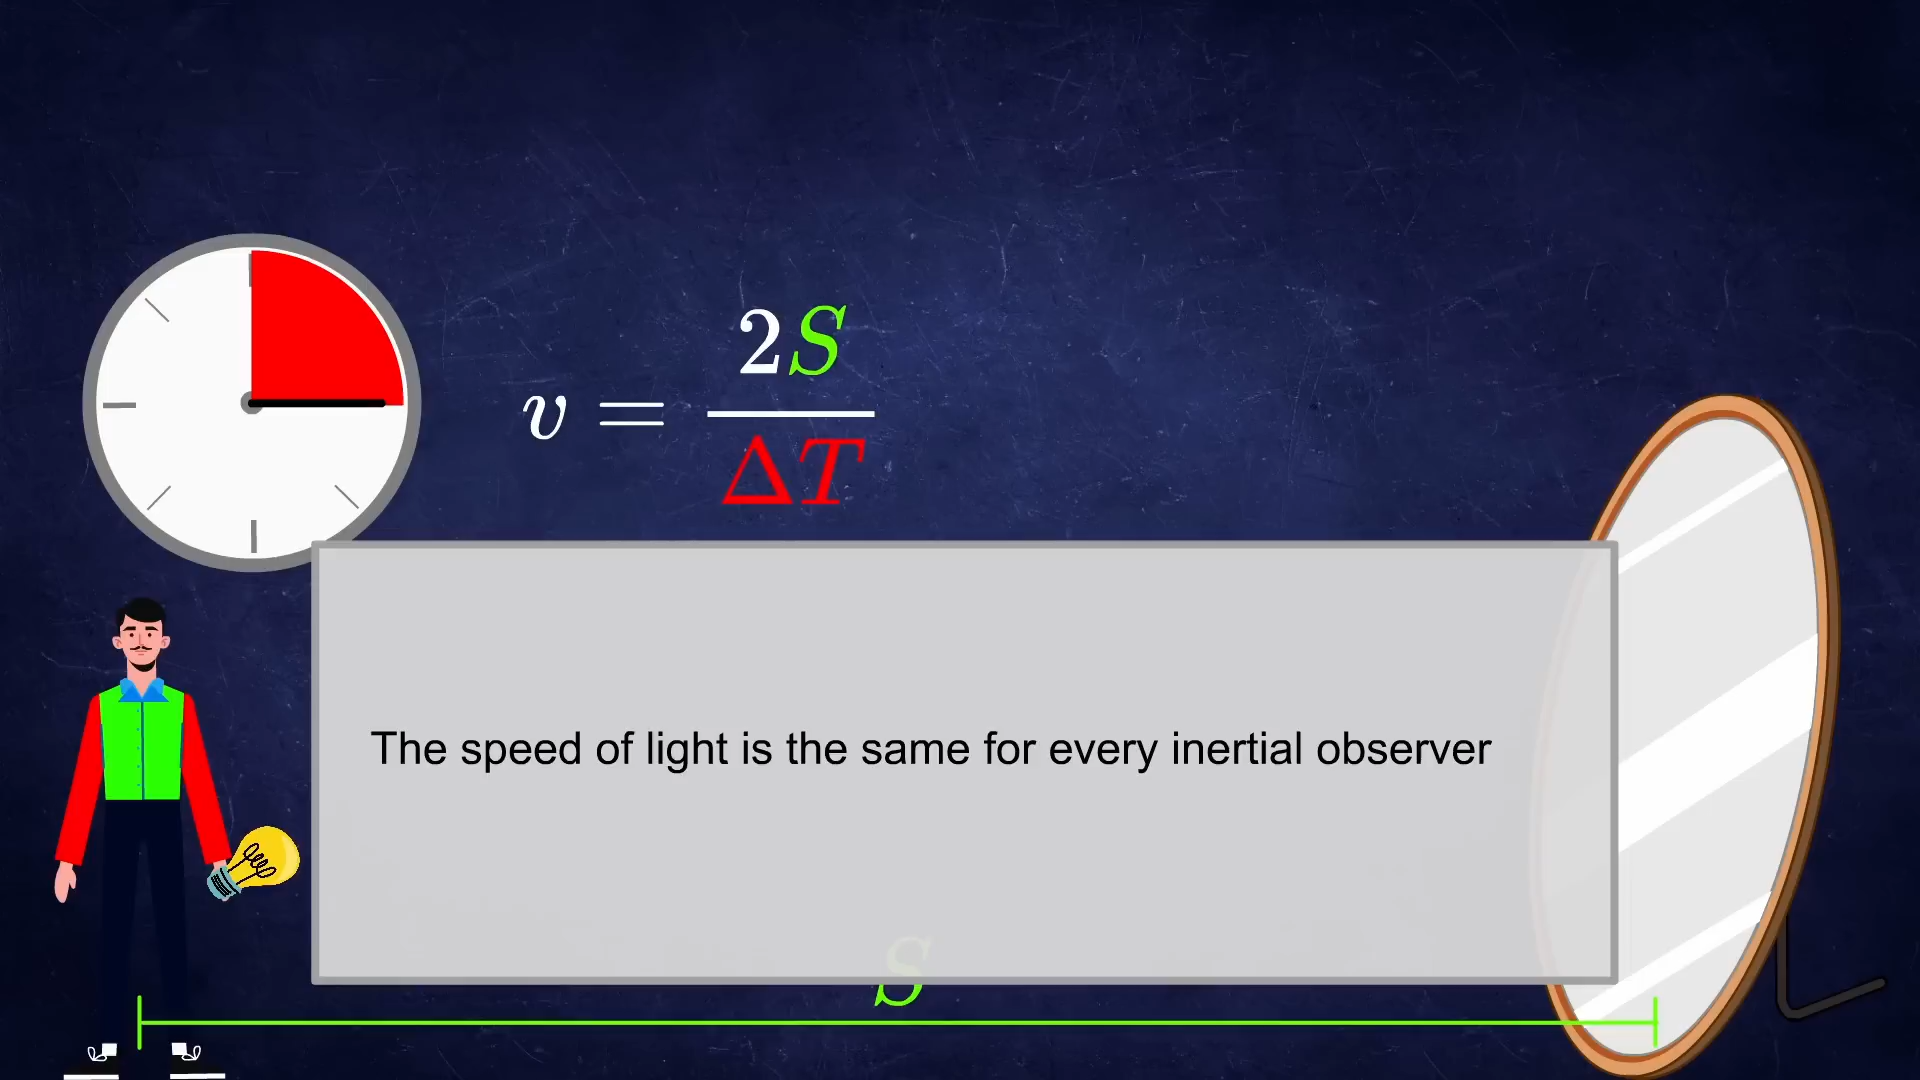 v = 2S / ΔT
The speed of light is the same for every inertial observer
S